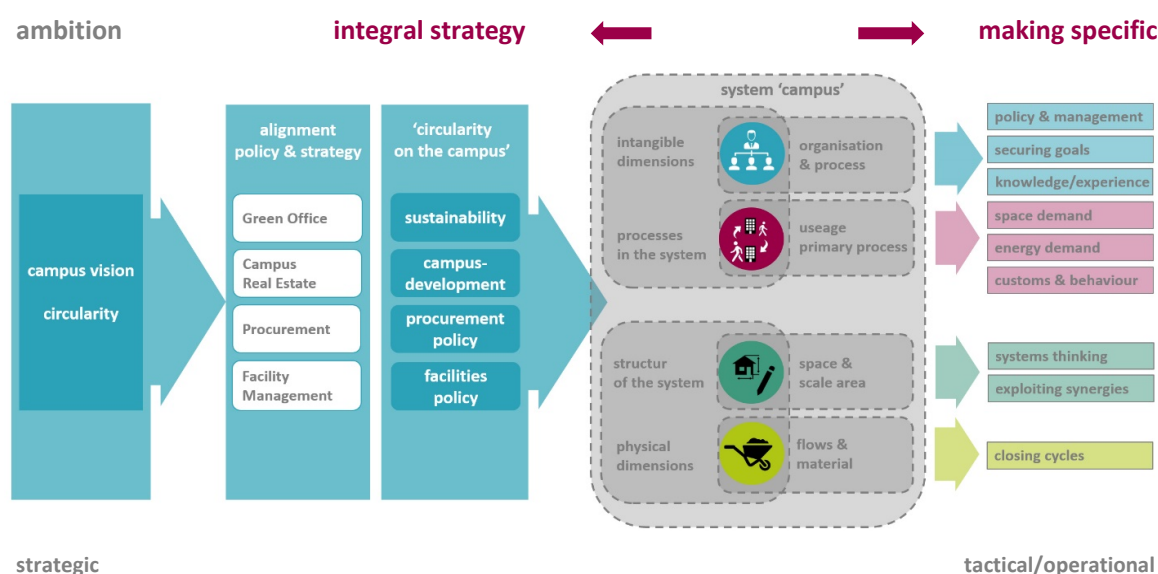 ambition
integral strategy
making specific
campus vision
circularity
alignment
policy & strategy
Green Office
Campus
Real Estate
Procurement
Facility
Management
‘circularity
on the campus’
sustainability
campus-
development
procurement
policy
facilities
policy
system ‘campus’
intangible
dimensions
organisation
& process
processes
in the system
useage
primary process
structur
of the system
space &
scale area
physical
dimensions
flows &
material
policy & management
securing goals
knowledge/experience
space demand
energy demand
customs & behaviour
systems thinking
exploiting synergies
closing cycles
strategic
tactical/operational